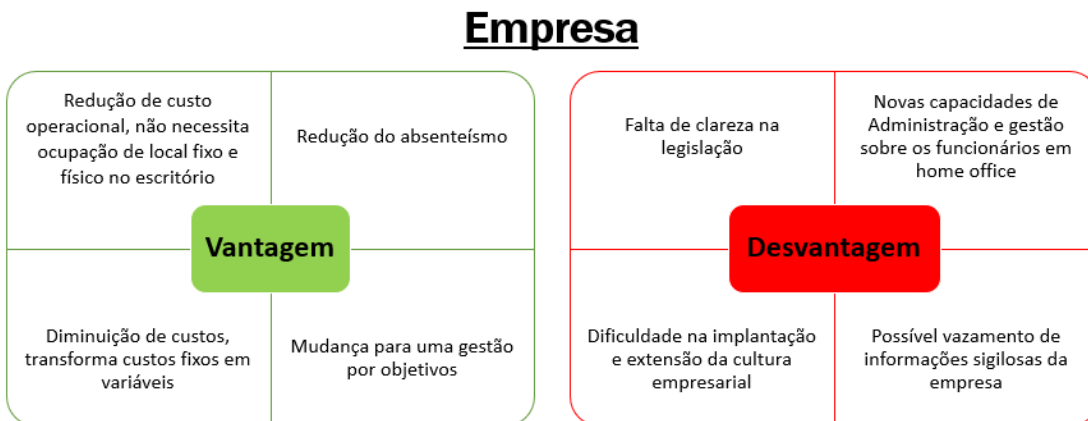 Empresa
Redução de custo
operacional, não necessita
ocupação de local fixo e
físico no escritório
Redução do absenteísmo
Vantagem
Diminuição de custos,
transforma custos fixos em
variáveis
Mudança para uma gestão
por objetivos
Falta de clareza na
legislação
Novas capacidades de
Administração e gestão
sobre os funcionários em
home office
Desvantagem
Dificuldade na implantação
e extensão da cultura
empresarial
Possível vazamento de
informações sigilosas da
empresa